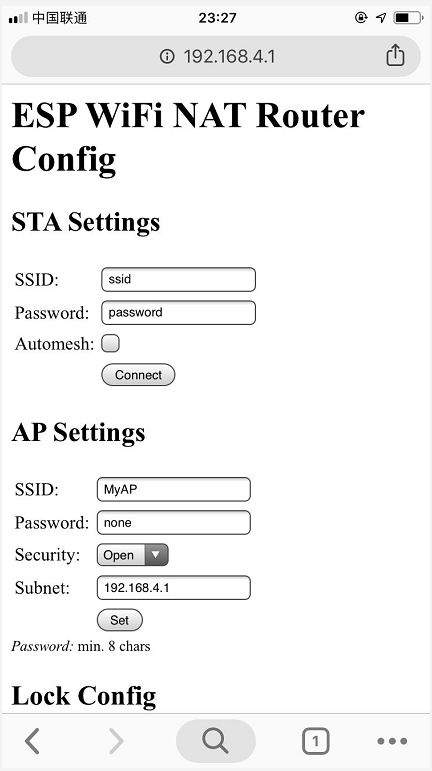 中国联通 23:27
192.168.4.1
ESP WiFi NAT Router
Config
STA Settings
SSID: ssid
Password: password
Automesh:
Connect
AP Settings
SSID: MyAP
Password: none
Security: Open
Subnet: 192.168.4.1
Set
Password: min. 8 chars
Lock Config
1